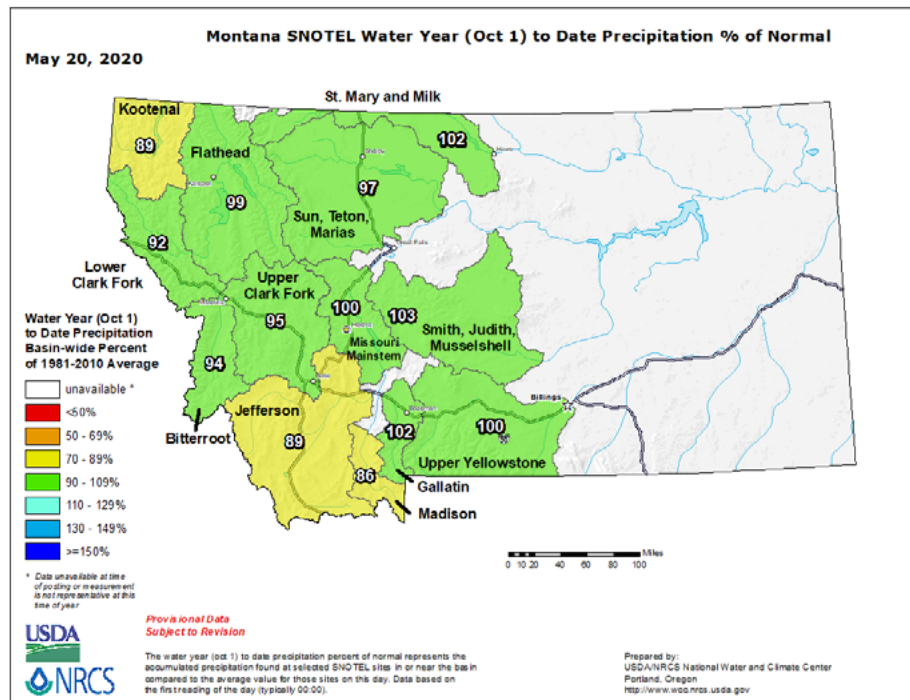 Montana SNOTEL Water Year (Oct 1) to Date Precipitation % of Normal
May 20, 2020
St. Mary and Milk
Kootenai
89
102
Flathead
99
97
Sun, Teton,
Marias
92
Lower
Clark Fork
Upper
Clark Fork
95
100
Missouri
Mainstem
103
Smith, Judith,
Musselshell
94
Bitterroot
Jefferson
89
Billings
102
100
Upper Yellowstone
86
Gallatin
Madison
Water Year (Oct 1)
to Date Precipitation
Basin-wide Percent
of 1981-2010 Average
unavailable *
<50%
50 - 69%
70 - 89%
90 - 109%
110 - 129%
130 - 149%
>=150%
* Data unavailable at time
of posting or measurement
is not representative at this
time of year
Miles
0 10 20 40 60 80 100
Provisional Data
Subject to Revision
USDA
NRCS
The water year (oct 1) to date precipitation percent of normal represents the
accumulated precipitation found at selected SNOTEL sites in or near the basin
compared to the average value for those sites on this day. Data based on
the first reading of the day (typically 00:00).
Prepared by:
USDA/NRCS National Water and Climate Center
Portland, Oregon
http://www.wcc.nrcs.usda.gov